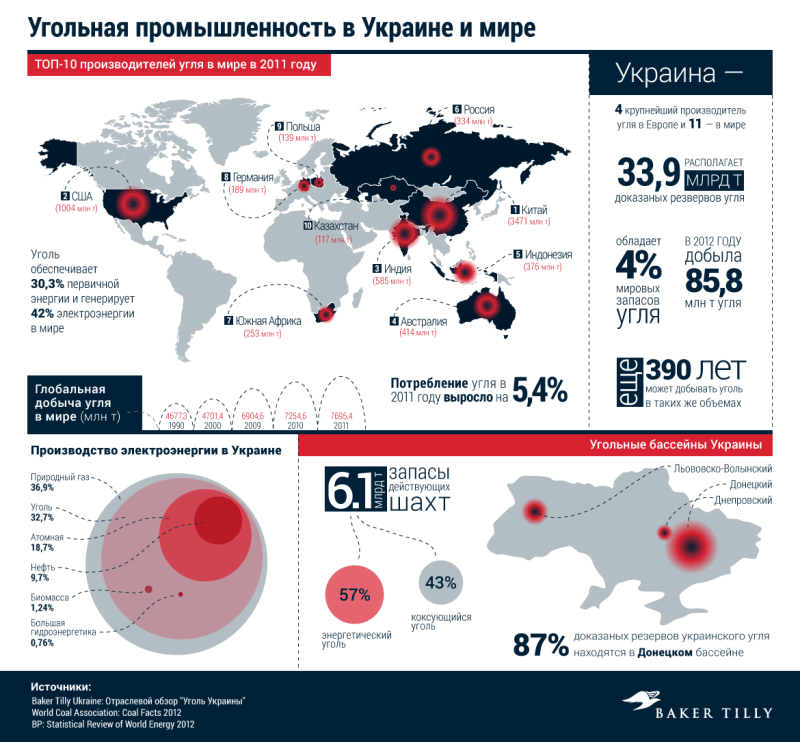 Угольная промышленность в Украине и мире
ТОП-10 производителей угля в мире в 2011 году
6 Россия
(334 млн т)
9 Польша
(139 млн т)
8 Германия
(189 млн т)
2 США
(1004 млн т)
10 Казахстан
(117 млн т)
1 Китай
(3471 млн т)
5 Индонезия
(376 млн т)
3 Индия
(585 млн т)
7 Южная Африка
(253 млн т)
4 Австралия
(414 млн т)
Уголь
обеспечивает
30,3% первичной
энергии и генерирует
42% электроэнергии
в мире
Глобальная
добыча угля
в мире (млн т)
4677,3
1990
4701,4
2000
6904,6
2009
7254,6
2010
7695,4
2011
Потребление угля в
2011 году выросло на
5,4%
Украина —
4 крупнейший производитель
угля в Европе и 11 — в мире
33,9
РАСПОЛАГАЕТ
МЛРД Т
доказаных резервов угля
обладает
4%
мировых
запасов
угля
В 2012 ГОДУ
добыла
85,8
млн т угля
еще
390 лет
может добывать уголь
в таких же объемах
Производство электроэнергии в Украине
Природный газ
36,9%
Уголь
32,7%
Атомная
18,7%
Нефть
9,7%
Биомасса
1,24%
Большая
гидроэнергетика
0,76%
Угольные бассейны Украины
6.1
млрд т
запасы
действующих
шахт
57%
энергетический
уголь
43%
коксующийся
уголь
Львовско-Волынский
Донецкий
Днепровский
87%
доказаных резервов украинского угля
находятся в Донецком бассейне
Источники:
Baker Tilly Ukraine: Отраслевой обзор "Уголь Украины"
World Coal Association: Coal Facts 2012
BP: Statistical Review of World Energy 2012
BAKER TILLY